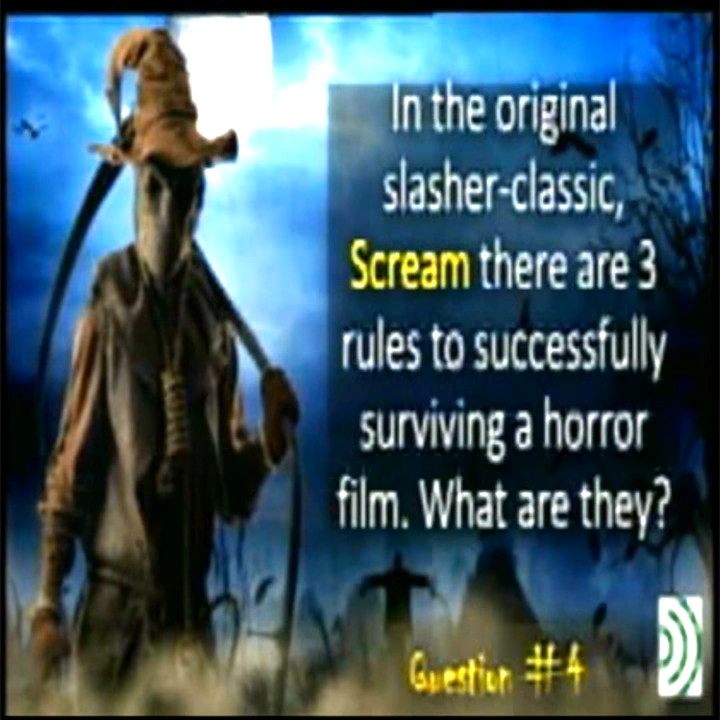 In the original
slasher-classic,
Scream there are 3
rules to successfully
surviving a horror
film. What are they?
Question #4